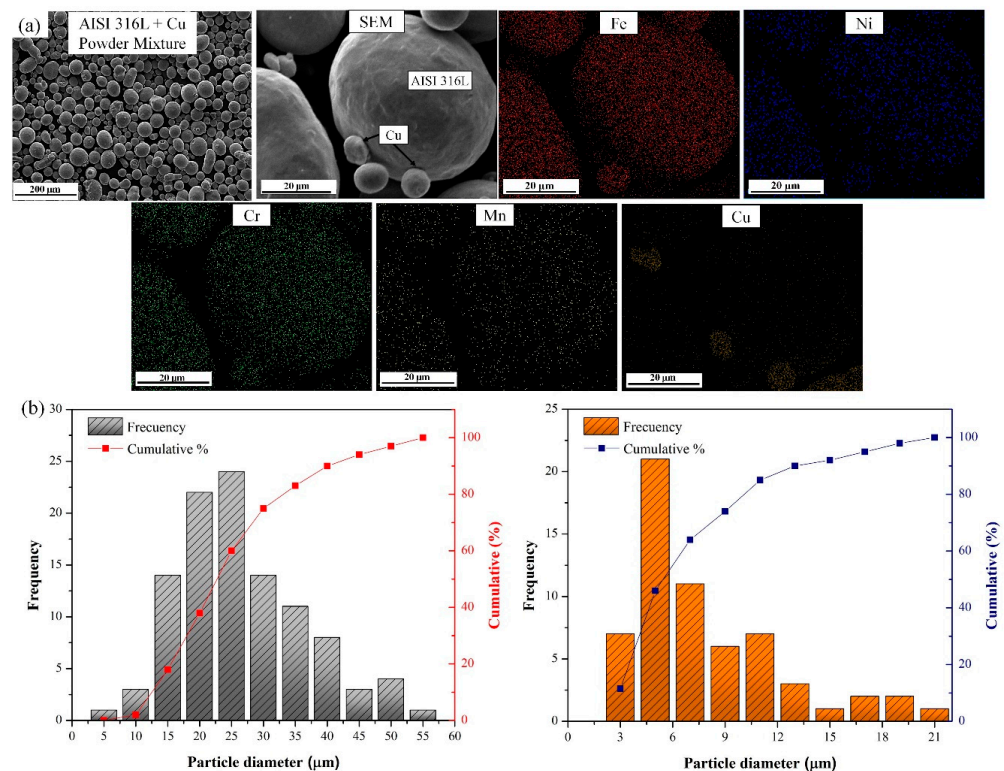 (a)
AISI 316L + Cu
Powder Mixture
200 µm
SEM
AISI 316L
Cu
20 µm
Fe
20 µm
Ni
20 µm
Cr
20 µm
Mn
20 µm
Cu
20 µm
(b)
Frecuency
Cumulative %
Frequency
30
25
20
15
10
5
0
0 5 10 15 20 25 30 35 40 45 50 55 60
Particle diameter (µm)
100
80
60
40
20
0
Cumulative (%)
Frecuency
Cumulative %
Frequency
25
20
15
10
5
0
0 3 6 9 12 15 18 21
Particle diameter (µm)
100
80
60
40
20
0
Cumulative (%)